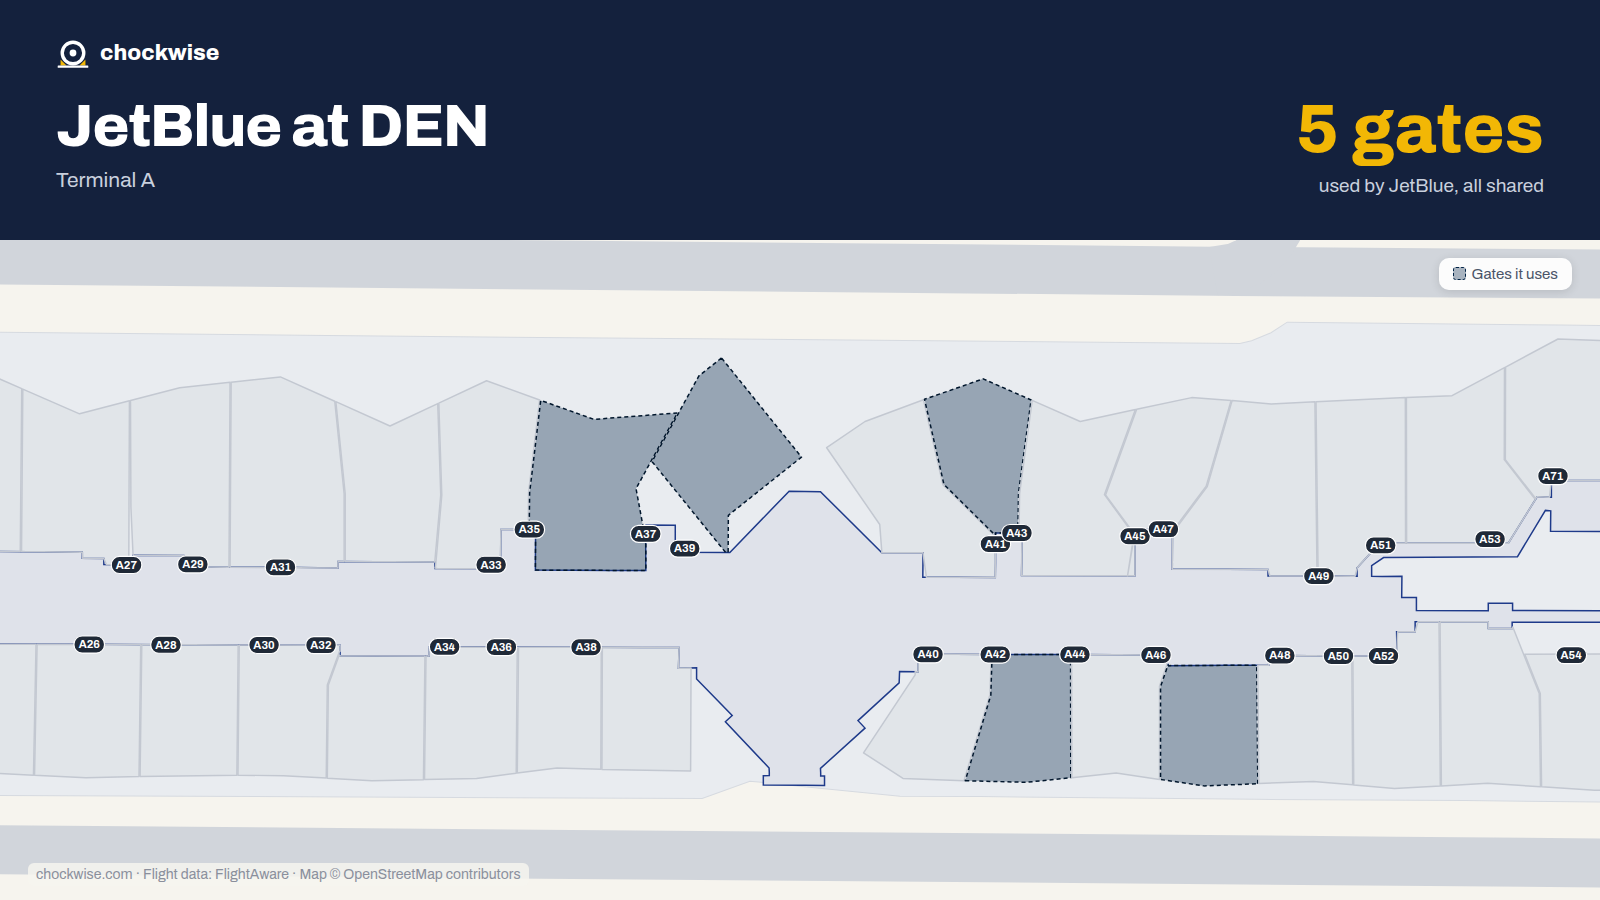 chockwise
JetBlue at DEN
Terminal A
5 gates
used by JetBlue, all shared
Gates it uses
A71
A35
A37
A39
A41
A43
A45
A47
A51
A53
A27
A29
A31
A33
A49
A26
A28
A30
A32
A34
A36
A38
A40
A42
A44
A46
A48
A50
A52
A54
chockwise.com · Flight data: FlightAware · Map © OpenStreetMap contributors